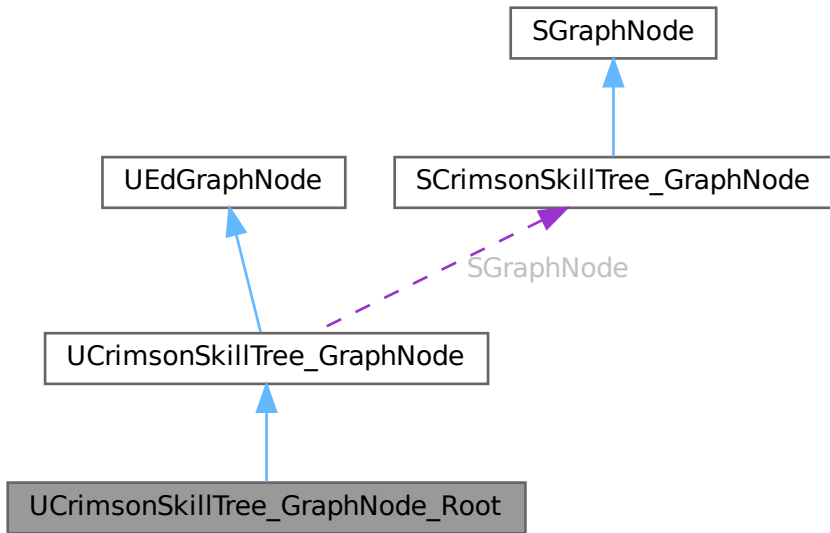 SGraphNode
UEdGraphNode
SCrimsonSkillTree_GraphNode
SGraphNode
UCrimsonSkillTree_GraphNode
UCrimsonSkillTree_GraphNode_Root